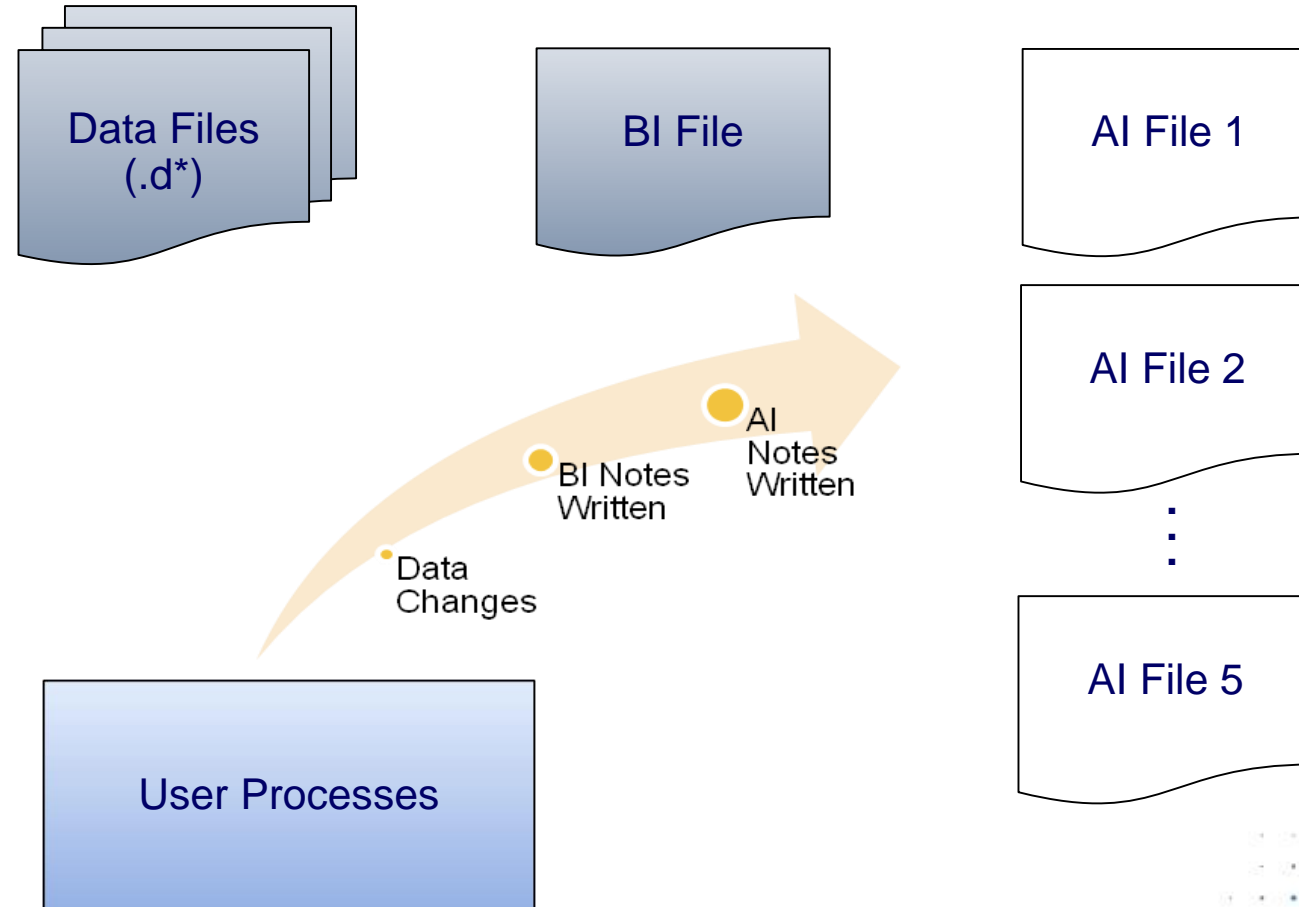 Data Files
(.d*)
BI File
AI File 1
AI File 2
AI
Notes
Written
BI Notes
Written
Data
Changes
AI File 5
User Processes